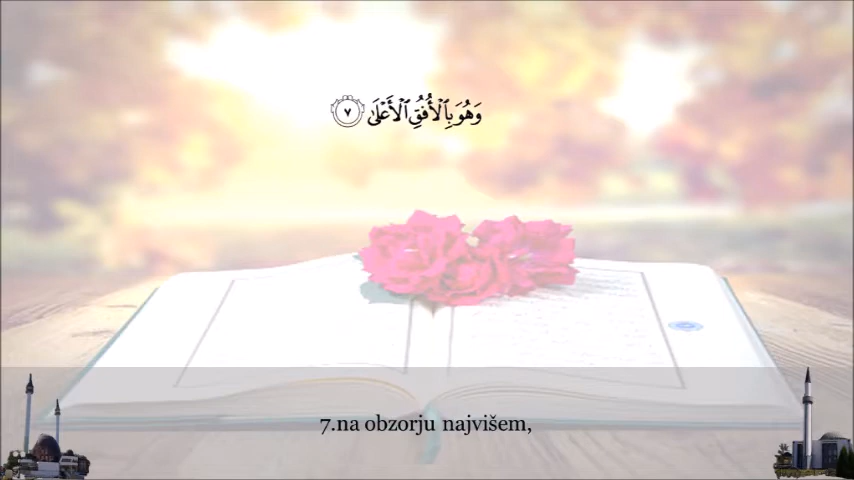 وَهُوَ بِٱلْأُفُقِ ٱلْأَعْلَىٰ ٧
7.na obzorju najvišem,